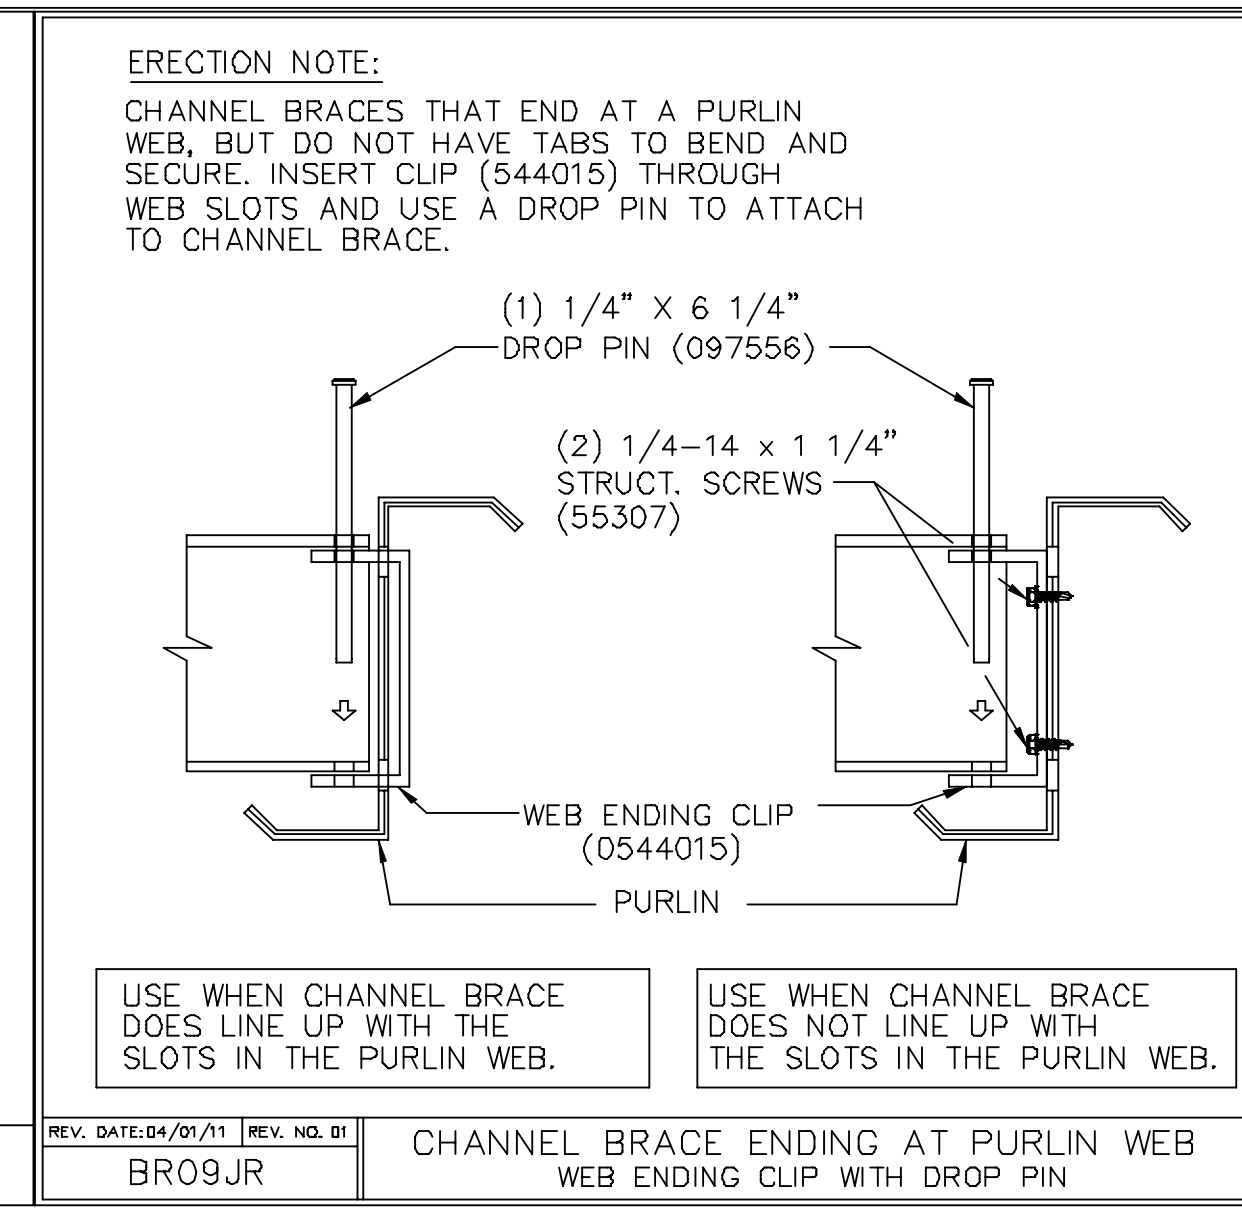 ERECTION NOTE:
CHANNEL BRACES THAT END AT A PURLIN
WEB, BUT DO NOT HAVE TABS TO BEND AND
SECURE. INSERT CLIP (544015) THROUGH
WEB SLOTS AND USE A DROP PIN TO ATTACH
TO CHANNEL BRACE.
(1) 1/4" X 6 1/4"
DROP PIN (097556)
(2) 1/4-14 x 1 1/4"
STRUCT. SCREWS
(55307)
WEB ENDING CLIP
(0544015)
PURLIN
USE WHEN CHANNEL BRACE
DOES LINE UP WITH THE
SLOTS IN THE PURLIN WEB.
USE WHEN CHANNEL BRACE
DOES NOT LINE UP WITH
THE SLOTS IN THE PURLIN WEB.
REV. DATE:04/01/11
REV. NO. 01
BR09JR
CHANNEL BRACE ENDING AT PURLIN WEB
WEB ENDING CLIP WITH DROP PIN